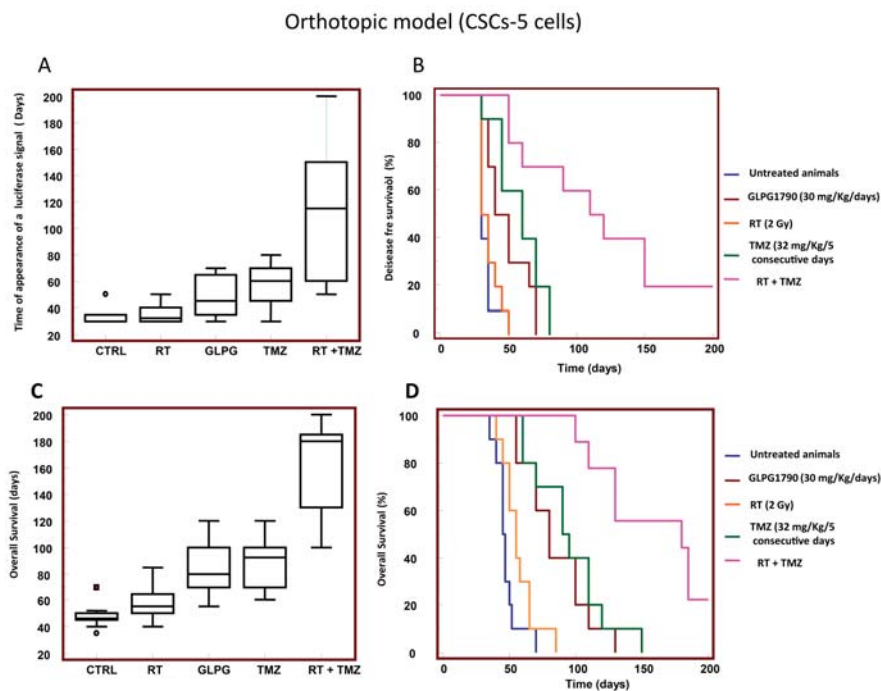 Orthotopic model (CSCs-5 cells)
A
Time of appearance of a luciferase signal ( Days)
200
180
160
140
120
100
80
60
40
20
CTRL RT GLPG TMZ RT +TMZ
B
Deisease fre survivaòl (%)
100
80
60
40
20
0
0 50 100 150 200
Time (days)
Untreated animals
GLPG1790 (30 mg/Kg/days)
RT (2 Gy)
TMZ (32 mg/Kg/5
consecutive days
RT + TMZ
C
Overall Survival (days)
200
180
160
140
120
100
80
60
40
20
CTRL RT GLPG TMZ RT + TMZ
D
Overall Survival (%)
100
80
60
40
20
0
0 50 100 150 200
Time (days)
Untreated animals
GLPG1790 (30 mg/Kg/days)
RT (2 Gy)
TMZ (32 mg/Kg/5
consecutive days
RT + TMZ